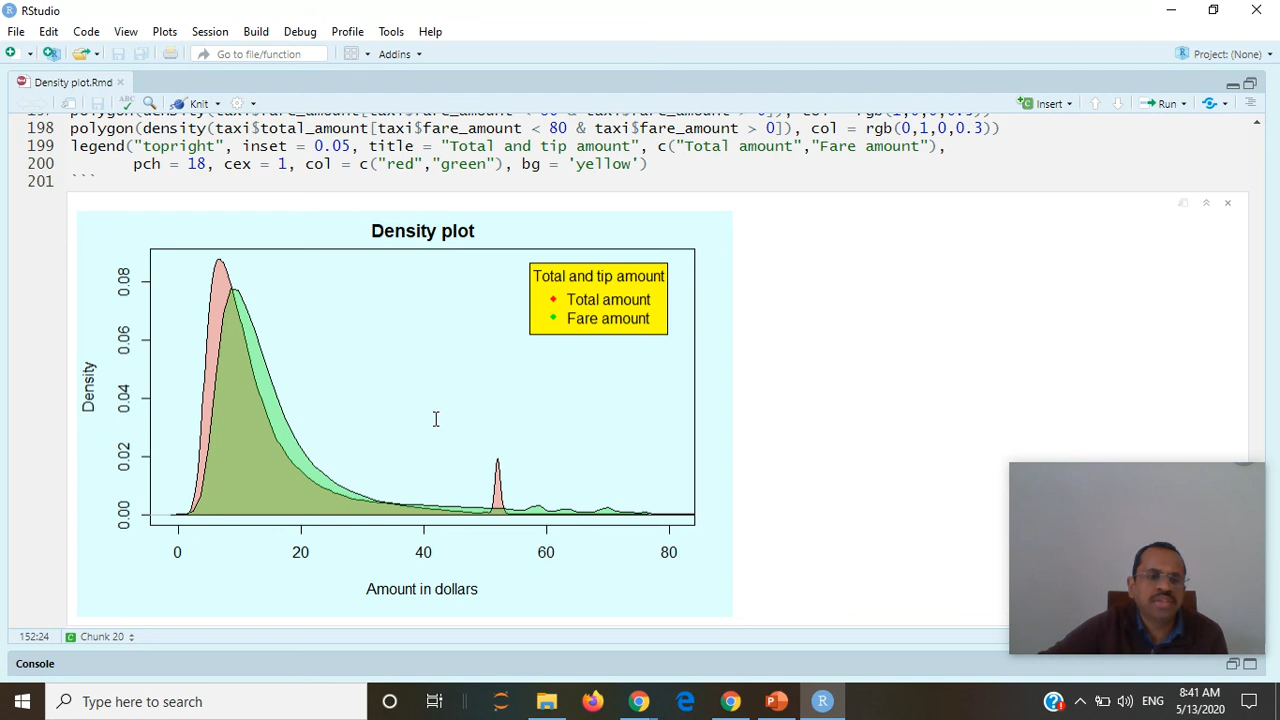 RStudio
File Edit Code View Plots Session Build Debug Profile Tools Help
Go to file/function Addins Project: (None)
Density plot.Rmd
ABC Knit Insert Run
198 polygon(density(taxi$total_amount[taxi$fare_amount < 80 & taxi$fare_amount > 0]), col = rgb(0,1,0,0.3))
199 legend("topright", inset = 0.05, title = "Total and tip amount", c("Total amount","Fare amount"),
200 pch = 18, cex = 1, col = c("red","green"), bg = 'yellow')
201 ```
Density plot
Total and tip amount
Total amount
Fare amount
Density
0.08
0.06
0.04
0.02
0.00
0 20 40 60 80
Amount in dollars
152:24 Chunk 20
Console
Type here to search
ENG
8:41 AM
5/13/2020